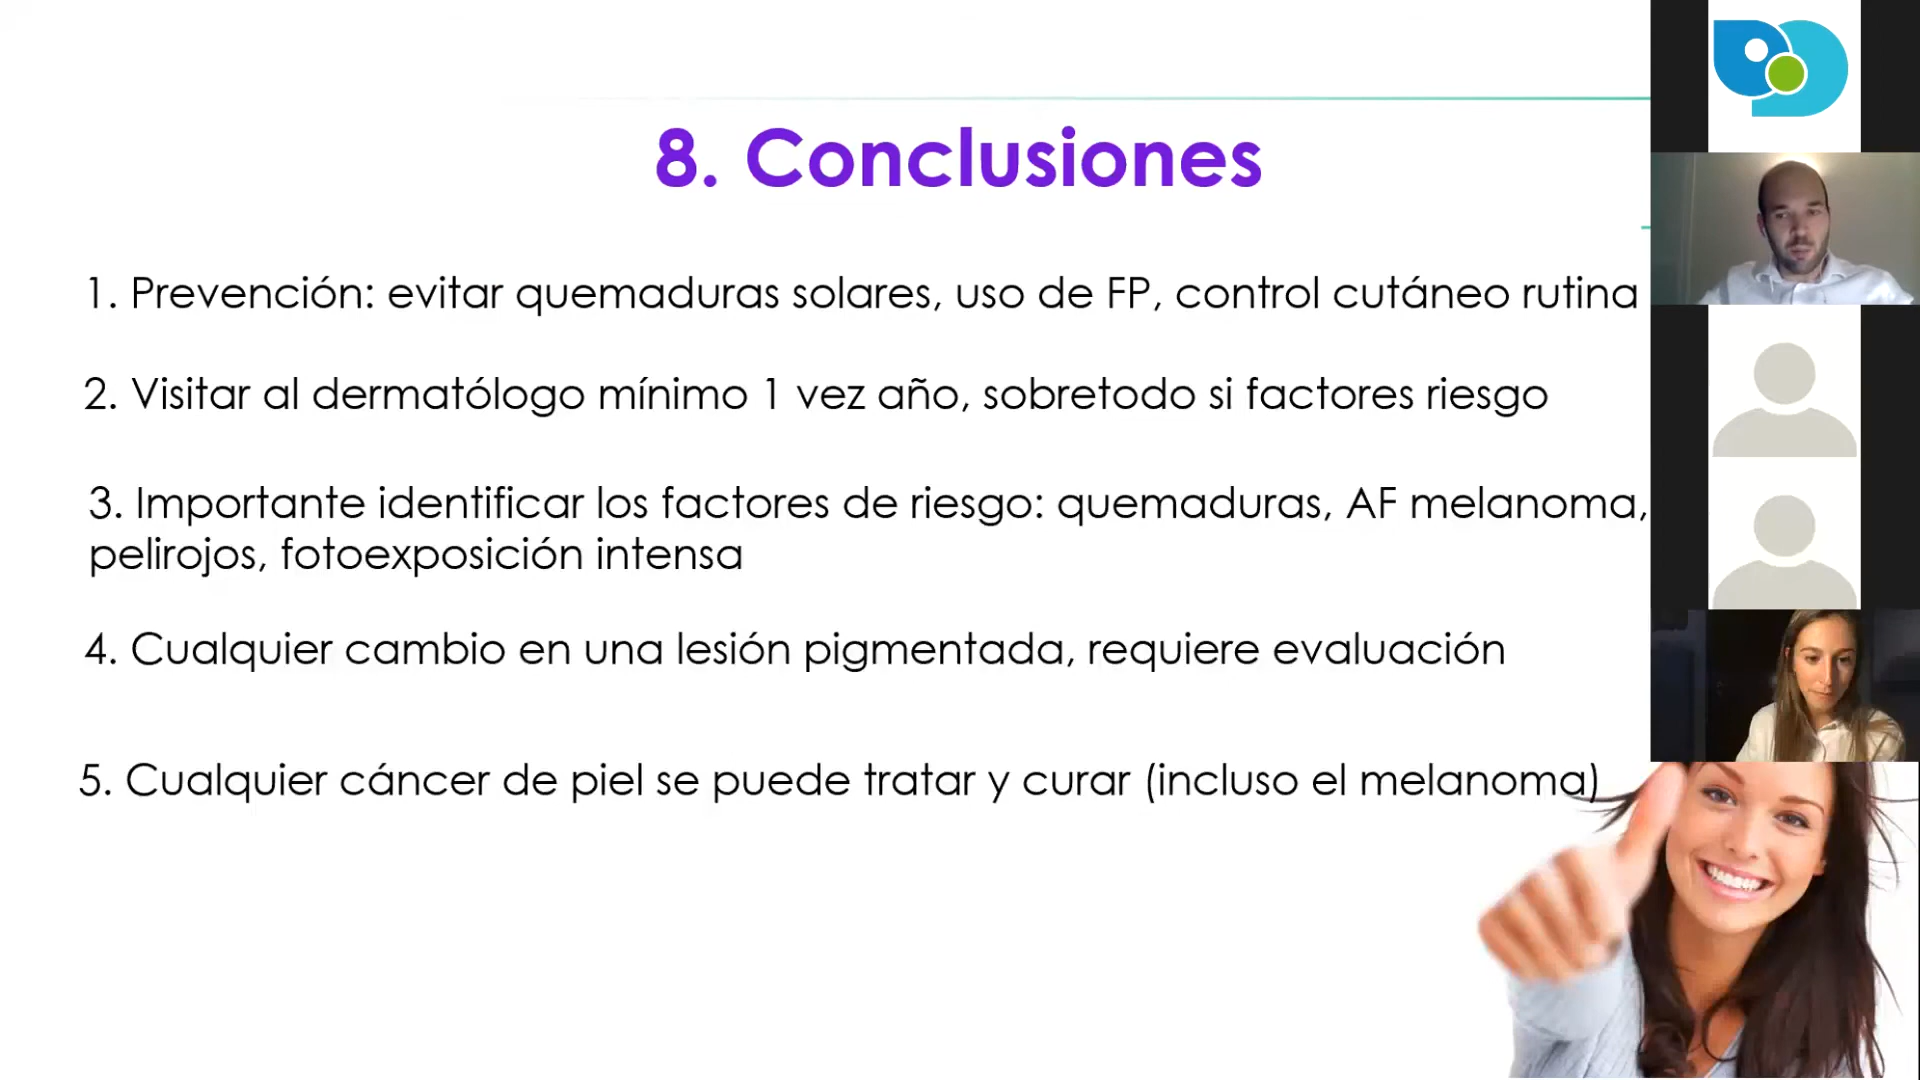 8. Conclusiones
1. Prevención: evitar quemaduras solares, uso de FP, control cutáneo rutina
2. Visitar al dermatólogo mínimo 1 vez año, sobretodo si factores riesgo
3. Importante identificar los factores de riesgo: quemaduras, AF melanoma,
pelirojos, fotoexposición intensa
4. Cualquier cambio en una lesión pigmentada, requiere evaluación
5. Cualquier cáncer de piel se puede tratar y curar (incluso el melanoma)